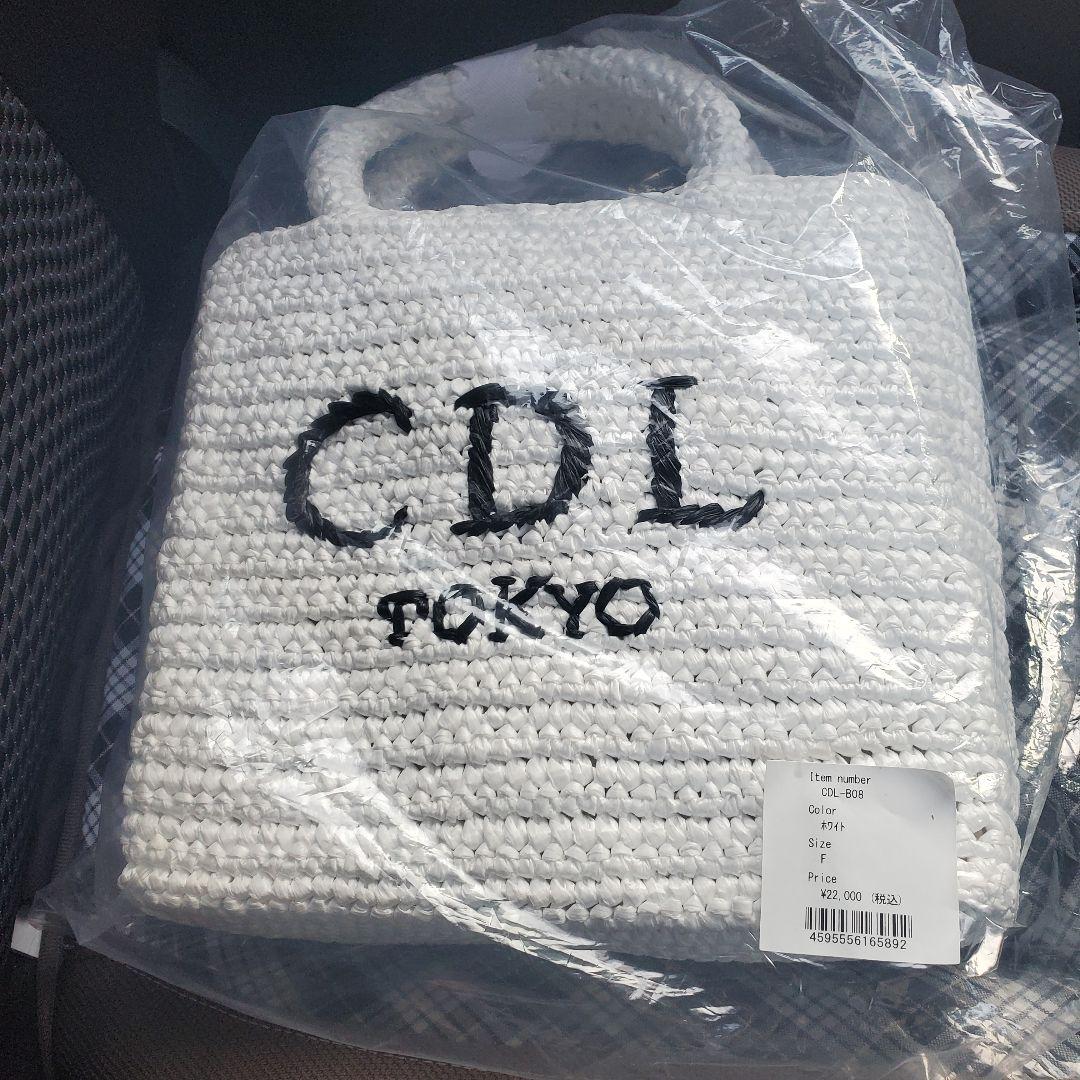 CDL
TOKYO
Item number
CDL-B08
Color
ﾎﾜｲﾄ
Size
F
Price
¥22,000 (税込)
4595556165892